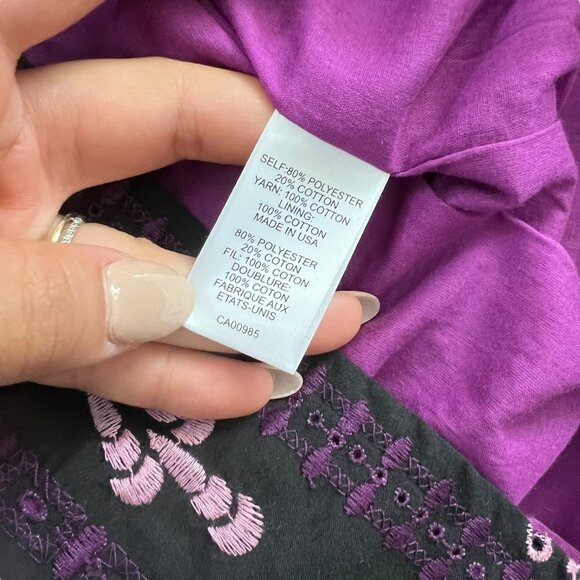 SELF:80% POLYESTER
20% COTTON
YARN: 100% COTTON
LINING:
100% COTTON
MADE IN USA
80% POLYESTER
20% COTON
FIL: 100% COTON
DOUBLURE:
100% COTON
FABRIQUE AUX
ETATS-UNIS
CA00985